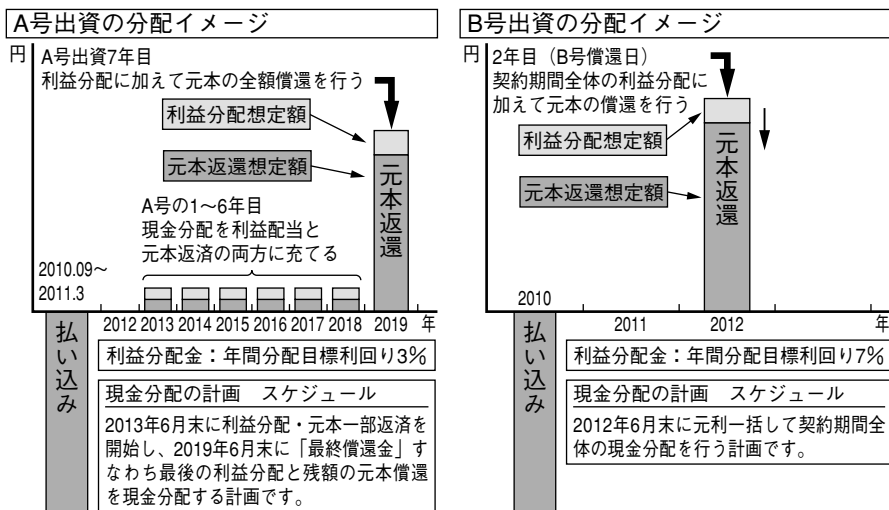 A号出資の分配イメージ
円
A号出資7年目
利益分配に加えて元本の全額償還を行う
利益分配想定額
元本返還想定額
元本返還
A号の1〜6年目
現金分配を利益配当と
元本返済の両方に充てる
2010.09〜
2011.3
2012 2013 2014 2015 2016 2017 2018 2019 年
払い込み
利益分配金：年間分配目標利回り3%
現金分配の計画　スケジュール
2013年6月末に利益分配・元本一部返済を
開始し、2019年6月末に「最終償還金」す
なわち最後の利益分配と残額の元本償還
を現金分配する計画です。
B号出資の分配イメージ
円
2年目（B号償還日）
契約期間全体の利益分配に
加えて元本の償還を行う
利益分配想定額
元本返還想定額
元本返還
2010
2011 2012 年
払い込み
利益分配金：年間分配目標利回り7%
現金分配の計画　スケジュール
2012年6月末に元利一括して契約期間全
体の現金分配を行う計画です。